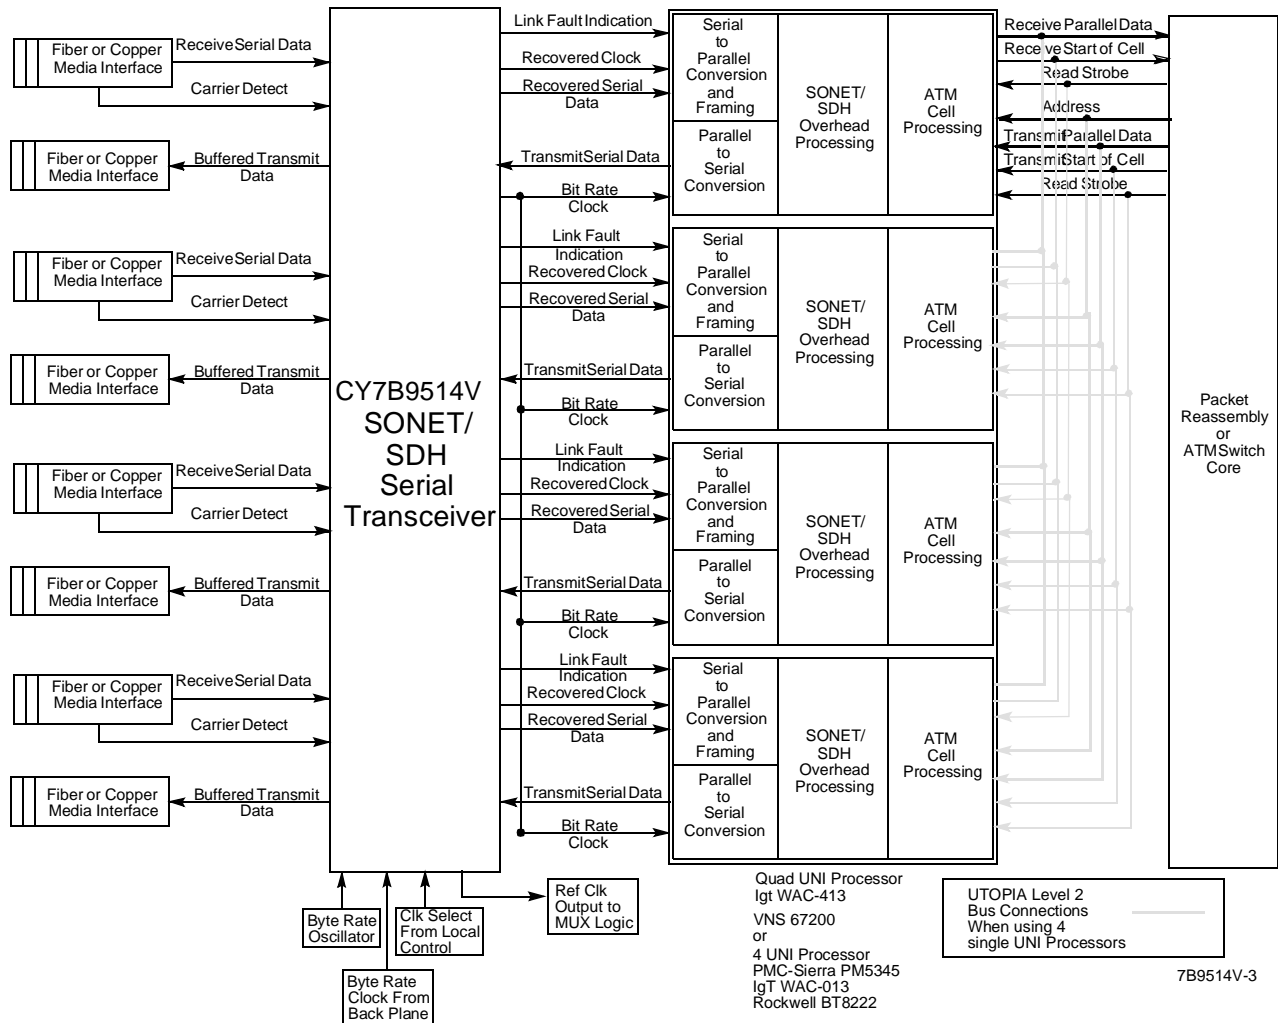 Fiber or Copper
Media Interface
Receive Serial Data
Carrier Detect
Fiber or Copper
Media Interface
Buffered Transmit
Data
Fiber or Copper
Media Interface
Receive Serial Data
Carrier Detect
Fiber or Copper
Media Interface
Buffered Transmit
Data
Fiber or Copper
Media Interface
Receive Serial Data
Carrier Detect
Fiber or Copper
Media Interface
Buffered Transmit
Data
Fiber or Copper
Media Interface
Receive Serial Data
Carrier Detect
Fiber or Copper
Media Interface
Buffered Transmit
Data
CY7B9514V
SONET/
SDH
Serial
Transceiver
Byte Rate
Oscillator
Byte Rate
Clock From
Back Plane
Clk Select
From Local
Control
Ref Clk
Output to
MUX Logic
Link Fault Indication
Recovered Clock
Recovered Serial
Data
Transmit Serial Data
Bit Rate
Clock
Link Fault
Indication
Recovered Clock
Recovered Serial
Data
Transmit Serial Data
Bit Rate
Clock
Link Fault
Indication
Recovered Clock
Recovered Serial
Data
Transmit Serial Data
Bit Rate
Clock
Link Fault
Indication
Recovered Clock
Recovered Serial
Data
Transmit Serial Data
Bit Rate
Clock
Serial
to
Parallel
Conversion
and
Framing
Parallel
to
Serial
Conversion
SONET/
SDH
Overhead
Processing
ATM
Cell
Processing
Serial
to
Parallel
Conversion
and
Framing
Parallel
to
Serial
Conversion
SONET/
SDH
Overhead
Processing
ATM
Cell
Processing
Serial
to
Parallel
Conversion
and
Framing
Parallel
to
Serial
Conversion
SONET/
SDH
Overhead
Processing
ATM
Cell
Processing
Serial
to
Parallel
Conversion
and
Framing
Parallel
to
Serial
Conversion
SONET/
SDH
Overhead
Processing
ATM
Cell
Processing
Receive Parallel Data
Receive Start of Cell
Read Strobe
Address
Transmit Parallel Data
Transmit Start of Cell
Read Strobe
Packet
Reassembly
or
ATM Switch
Core
Quad UNI Processor
Igt WAC-413
VNS 67200
or
4 UNI Processor
PMC-Sierra PM5345
IgT WAC-013
Rockwell BT8222
UTOPIA Level 2
Bus Connections
When using 4
single UNI Processors
7B9514V-3